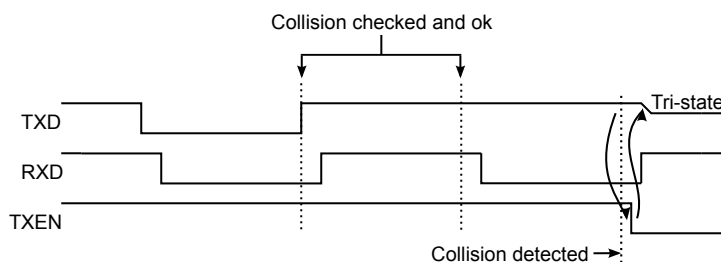 Collision checked and ok
Tri-state
TXD
RXD
TXEN
Collision detected